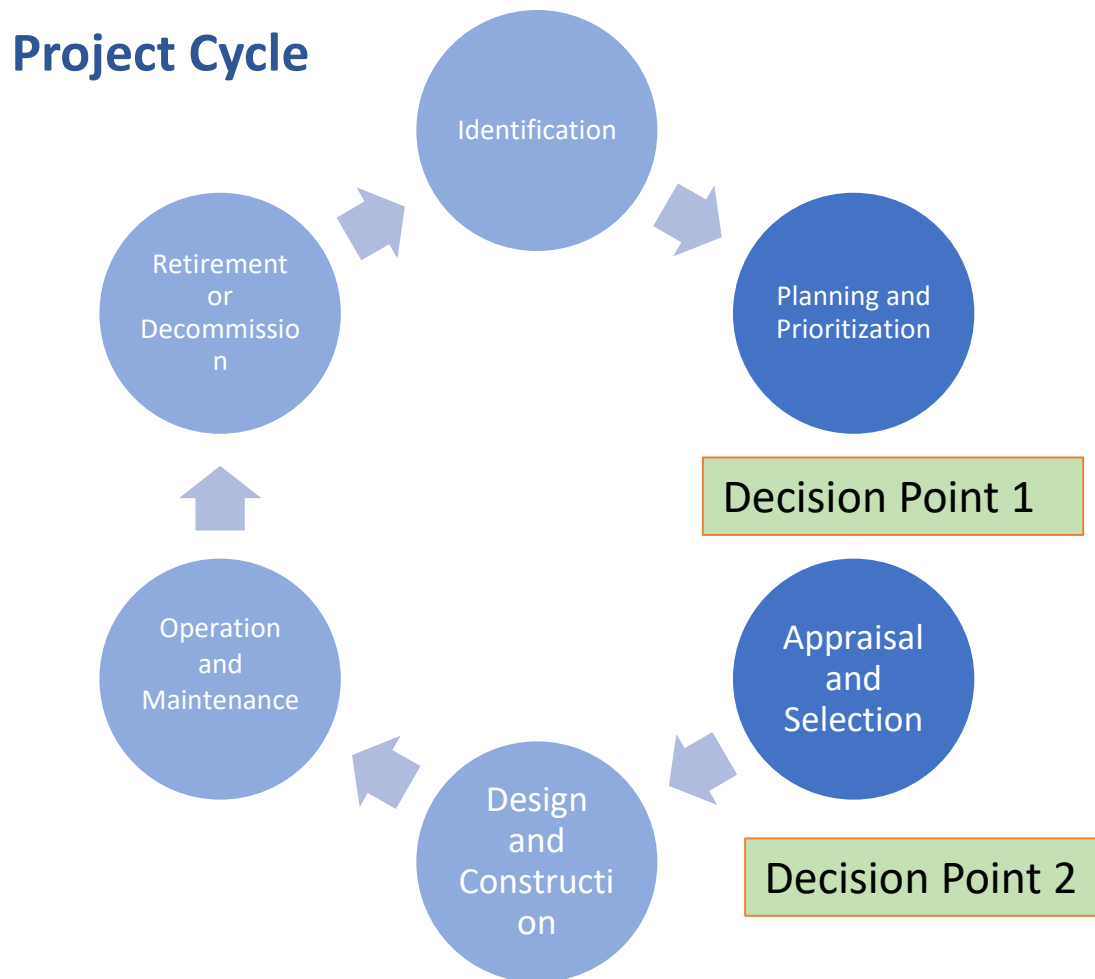 Project Cycle
Identification
Planning and
Prioritization
Decision Point 1
Appraisal
and
Selection
Decision Point 2
Design
and
Constructi
on
Operation
and
Maintenance
Retirement
or
Decommissio
n